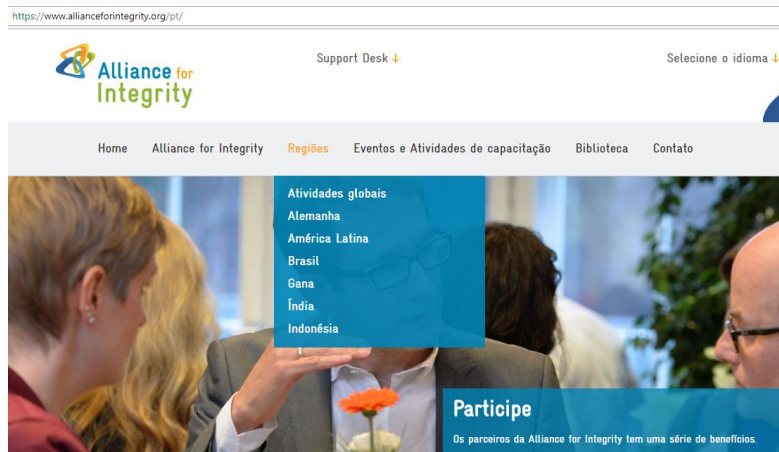 https://www.allianceforintegrity.org/pt/
Alliance for
Integrity
Support Desk ↓
Selecione o idioma ↓
Home Alliance for Integrity Regiões Eventos e Atividades de capacitação Biblioteca Contato
Atividades globais
Alemanha
América Latina
Brasil
Gana
Índia
Indonésia
Participe
Os parceiros da Alliance for Integrity tem uma série de benefícios.